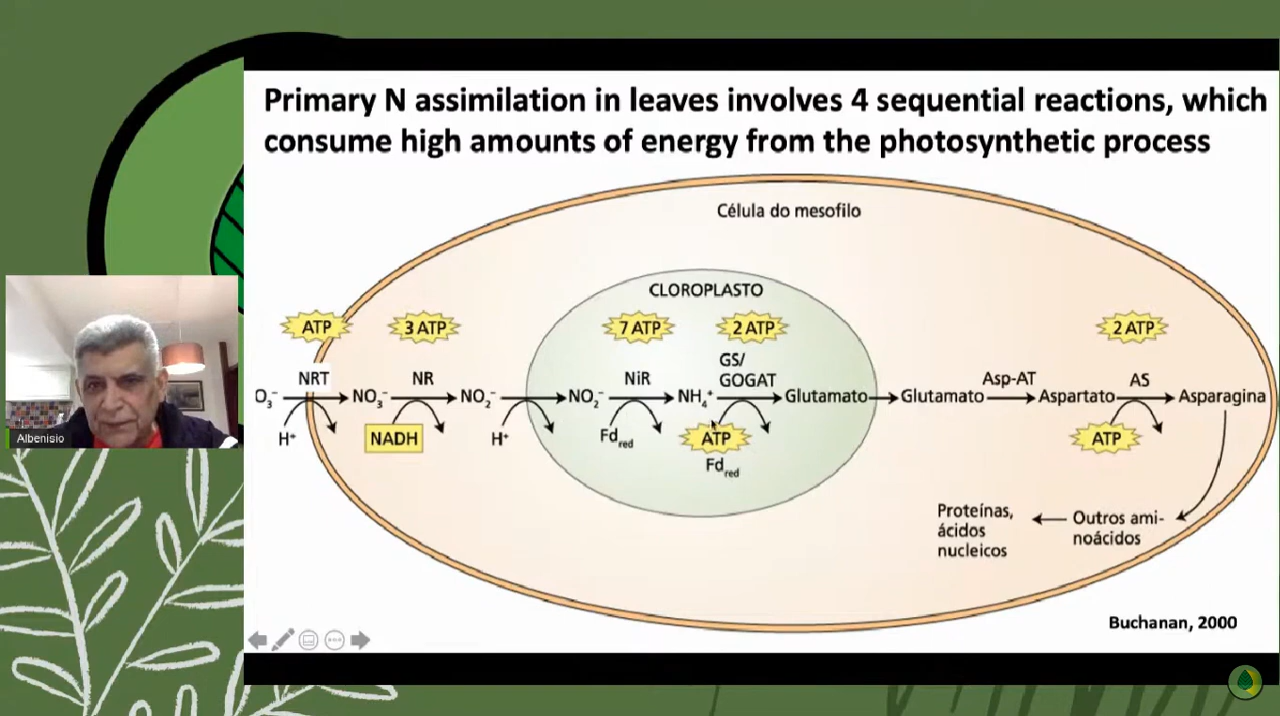 Primary N assimilation in leaves involves 4 sequential reactions, which
consume high amounts of energy from the photosynthetic process
Célula do mesofilo
CLOROPLASTO
ATP
3 ATP
7 ATP
2 ATP
2 ATP
NRT
NR
NiR
GS/
GOGAT
Asp-AT
AS
O₃⁻
NO₃⁻
NO₂⁻
NO₂⁻
NH₄⁺
Glutamato
Glutamato
Aspartato
Asparagina
H⁺
NADH
H⁺
Fd red
ATP
Fd red
ATP
Proteínas,
ácidos
nucleicos
Outros ami-
noácidos
Buchanan, 2000
Albenisio